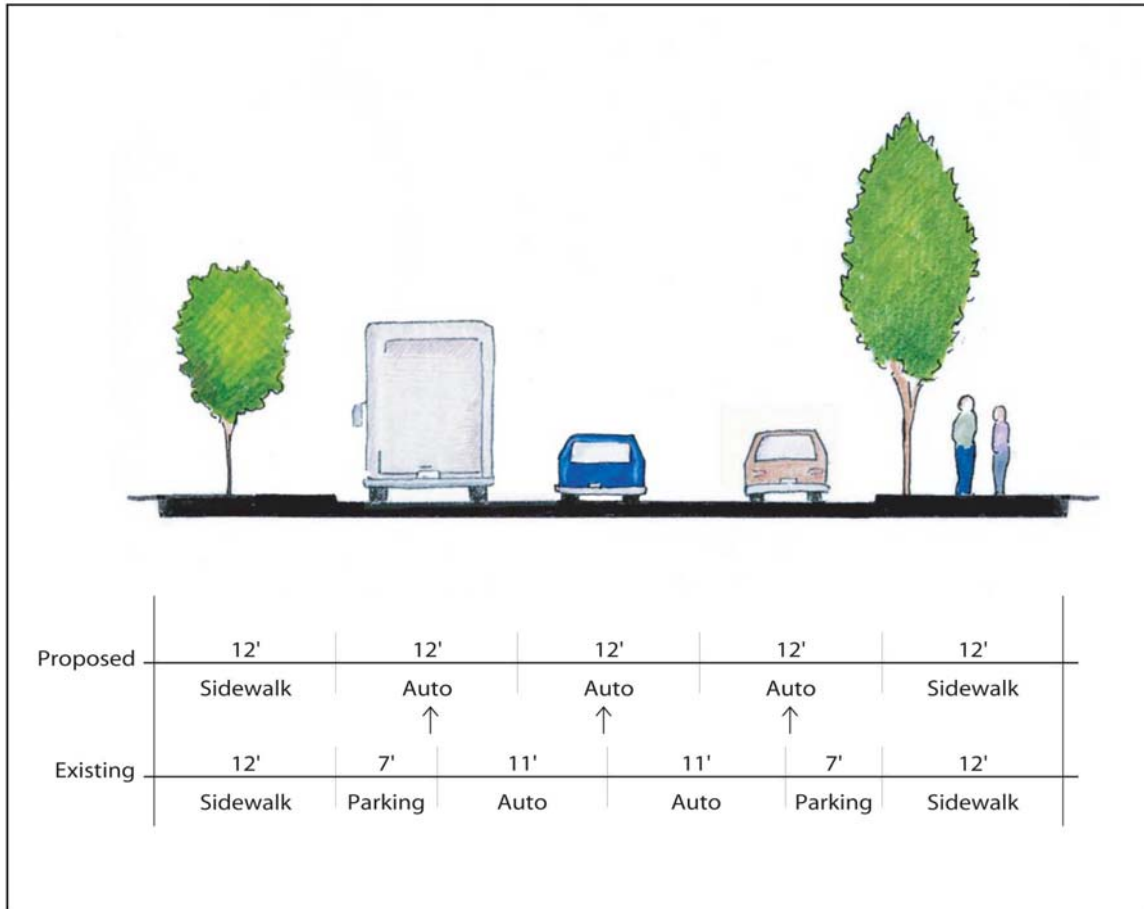 12' 12' 12' 12' 12'
Proposed
Sidewalk Auto Auto Auto Sidewalk
12' 7' 11' 11' 7' 12'
Existing
Sidewalk Parking Auto Auto Parking Sidewalk